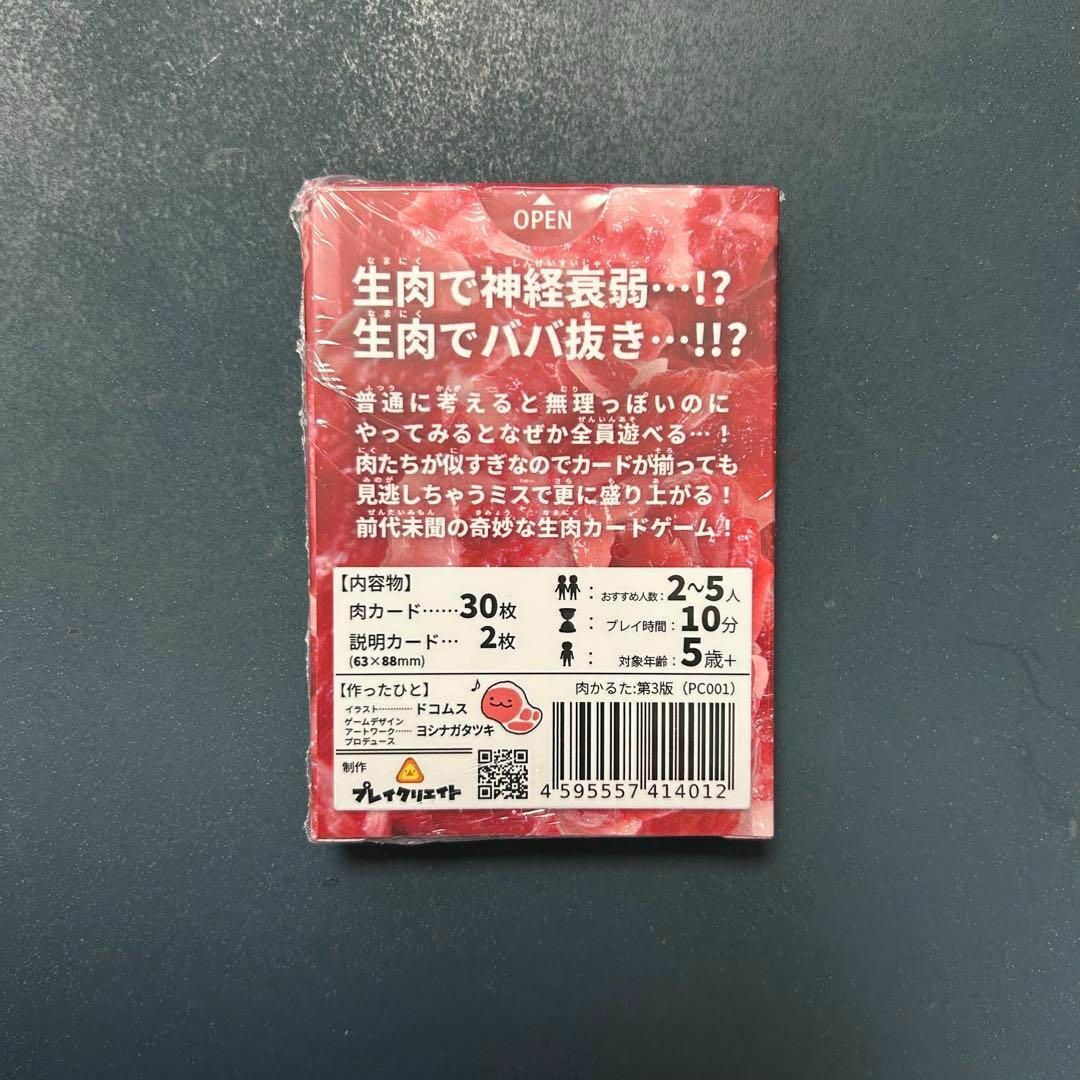 OPEN
生肉で神経衰弱…!?
生肉でババ抜き…!!?
普通に考えると無理っぽいのに
やってみるとなぜか全員遊べる…！
肉たちが似すぎなのでカードが揃っても
見逃しちゃうミスで更に盛り上がる！
前代未聞の奇妙な生肉カードゲーム！
【内容物】
肉カード……30枚
説明カード… 2枚
(63×88mm)
：おすすめ人数：2~5人
：プレイ時間：10分
：対象年齢：5歳+
【作ったひと】
イラスト…………ドコムス
ゲームデザイン
アートワーク……ヨシナガタツキ
プロデュース
制作
プレイクリエイト
肉かるた:第3版（PC001）
4 595557 414012